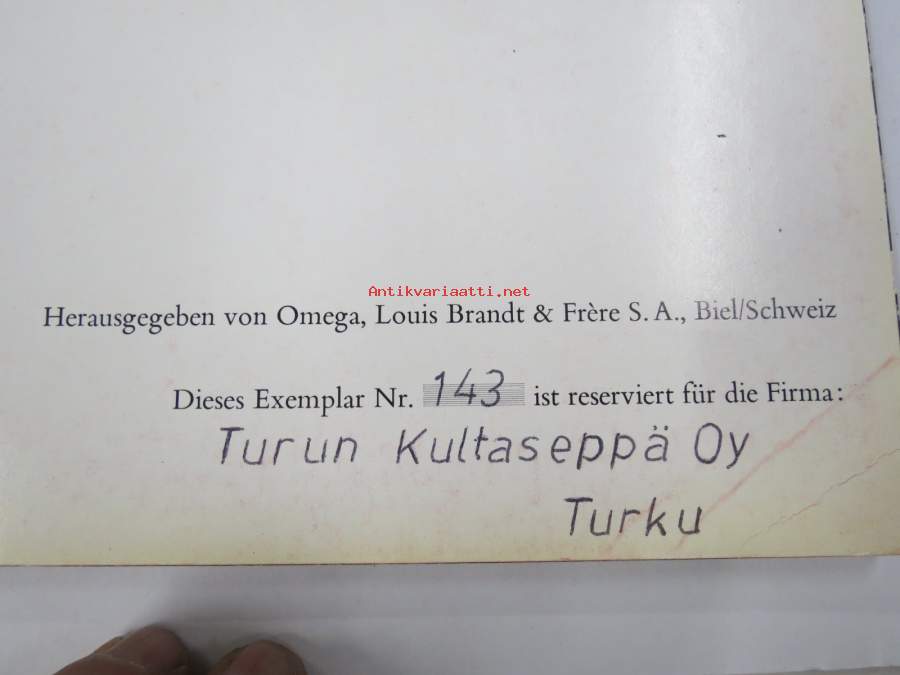 Antikvariaatti.net
Herausgegeben von Omega, Louis Brandt & Frère S.A., Biel/Schweiz
Dieses Exemplar Nr. 143 ist reserviert für die Firma:
Turun Kultaseppä Oy
Turku